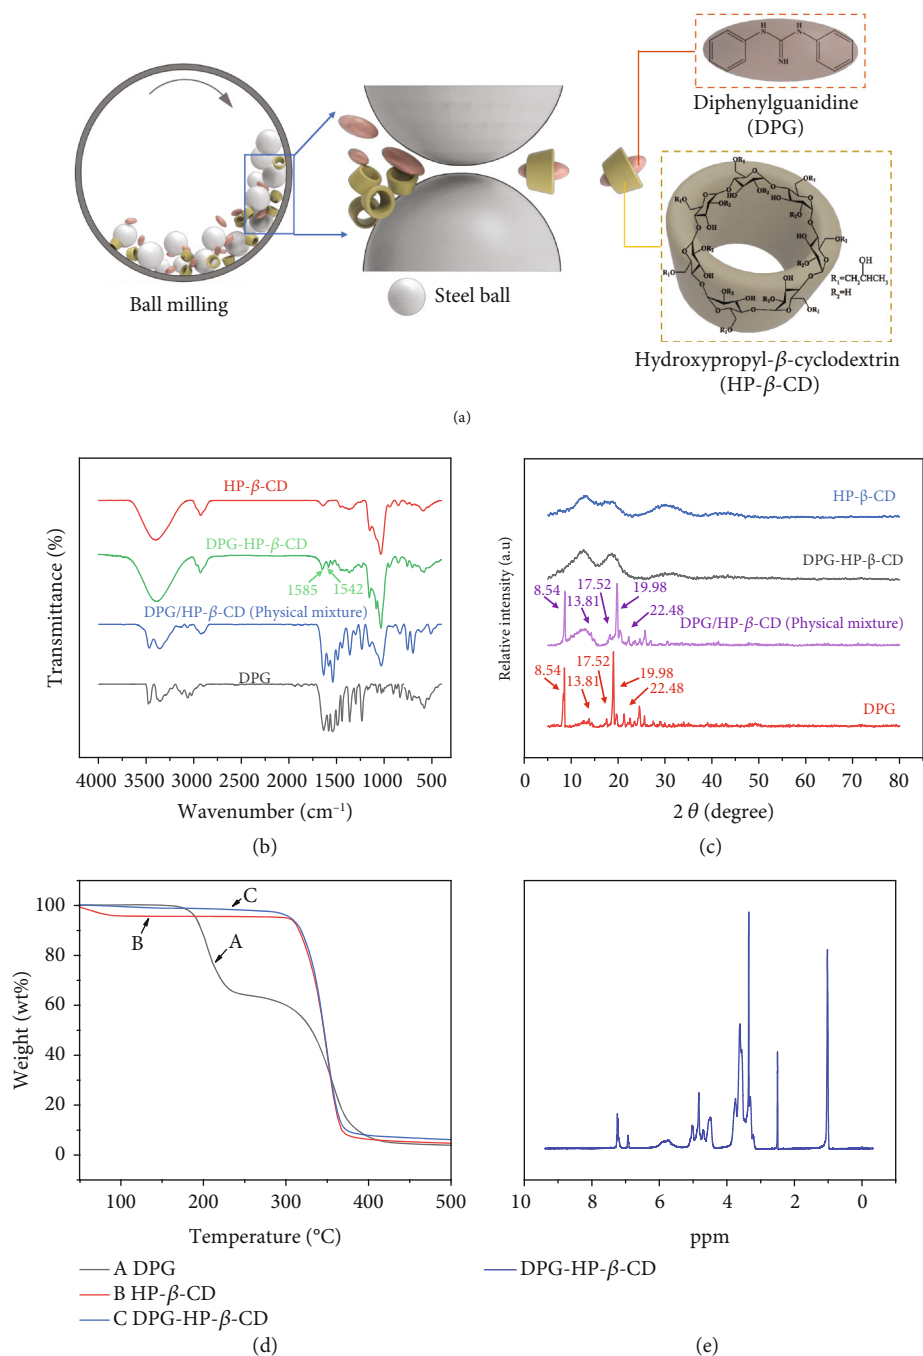 H
N
H
N
NH
Diphenylguanidine
(DPG)
Ball milling
Steel ball
OH
R₁=CH₂CHCH₃
R₂=H
Hydroxypropyl-β-cyclodextrin
(HP-β-CD)
(a)
HP-β-CD
DPG-HP-β-CD
1585
1542
DPG/HP-β-CD (Physical mixture)
DPG
Transmittance (%)
4000 3500 3000 2500 2000 1500 1000 500
Wavenumber (cm⁻¹)
(b)
HP-β-CD
DPG-HP-β-CD
8.54
17.52
13.81
19.98
22.48
DPG/HP-β-CD (Physical mixture)
8.54
17.52
13.81
19.98
22.48
DPG
Relative intensity (a.u)
0 10 20 30 40 50 60 70 80
2 θ (degree)
(c)
100
80
60
40
20
0
Weight (wt%)
A
B
C
100 200 300 400 500
Temperature (°C)
A DPG
B HP-β-CD
C DPG-HP-β-CD
(d)
10 8 6 4 2 0
ppm
DPG-HP-β-CD
(e)